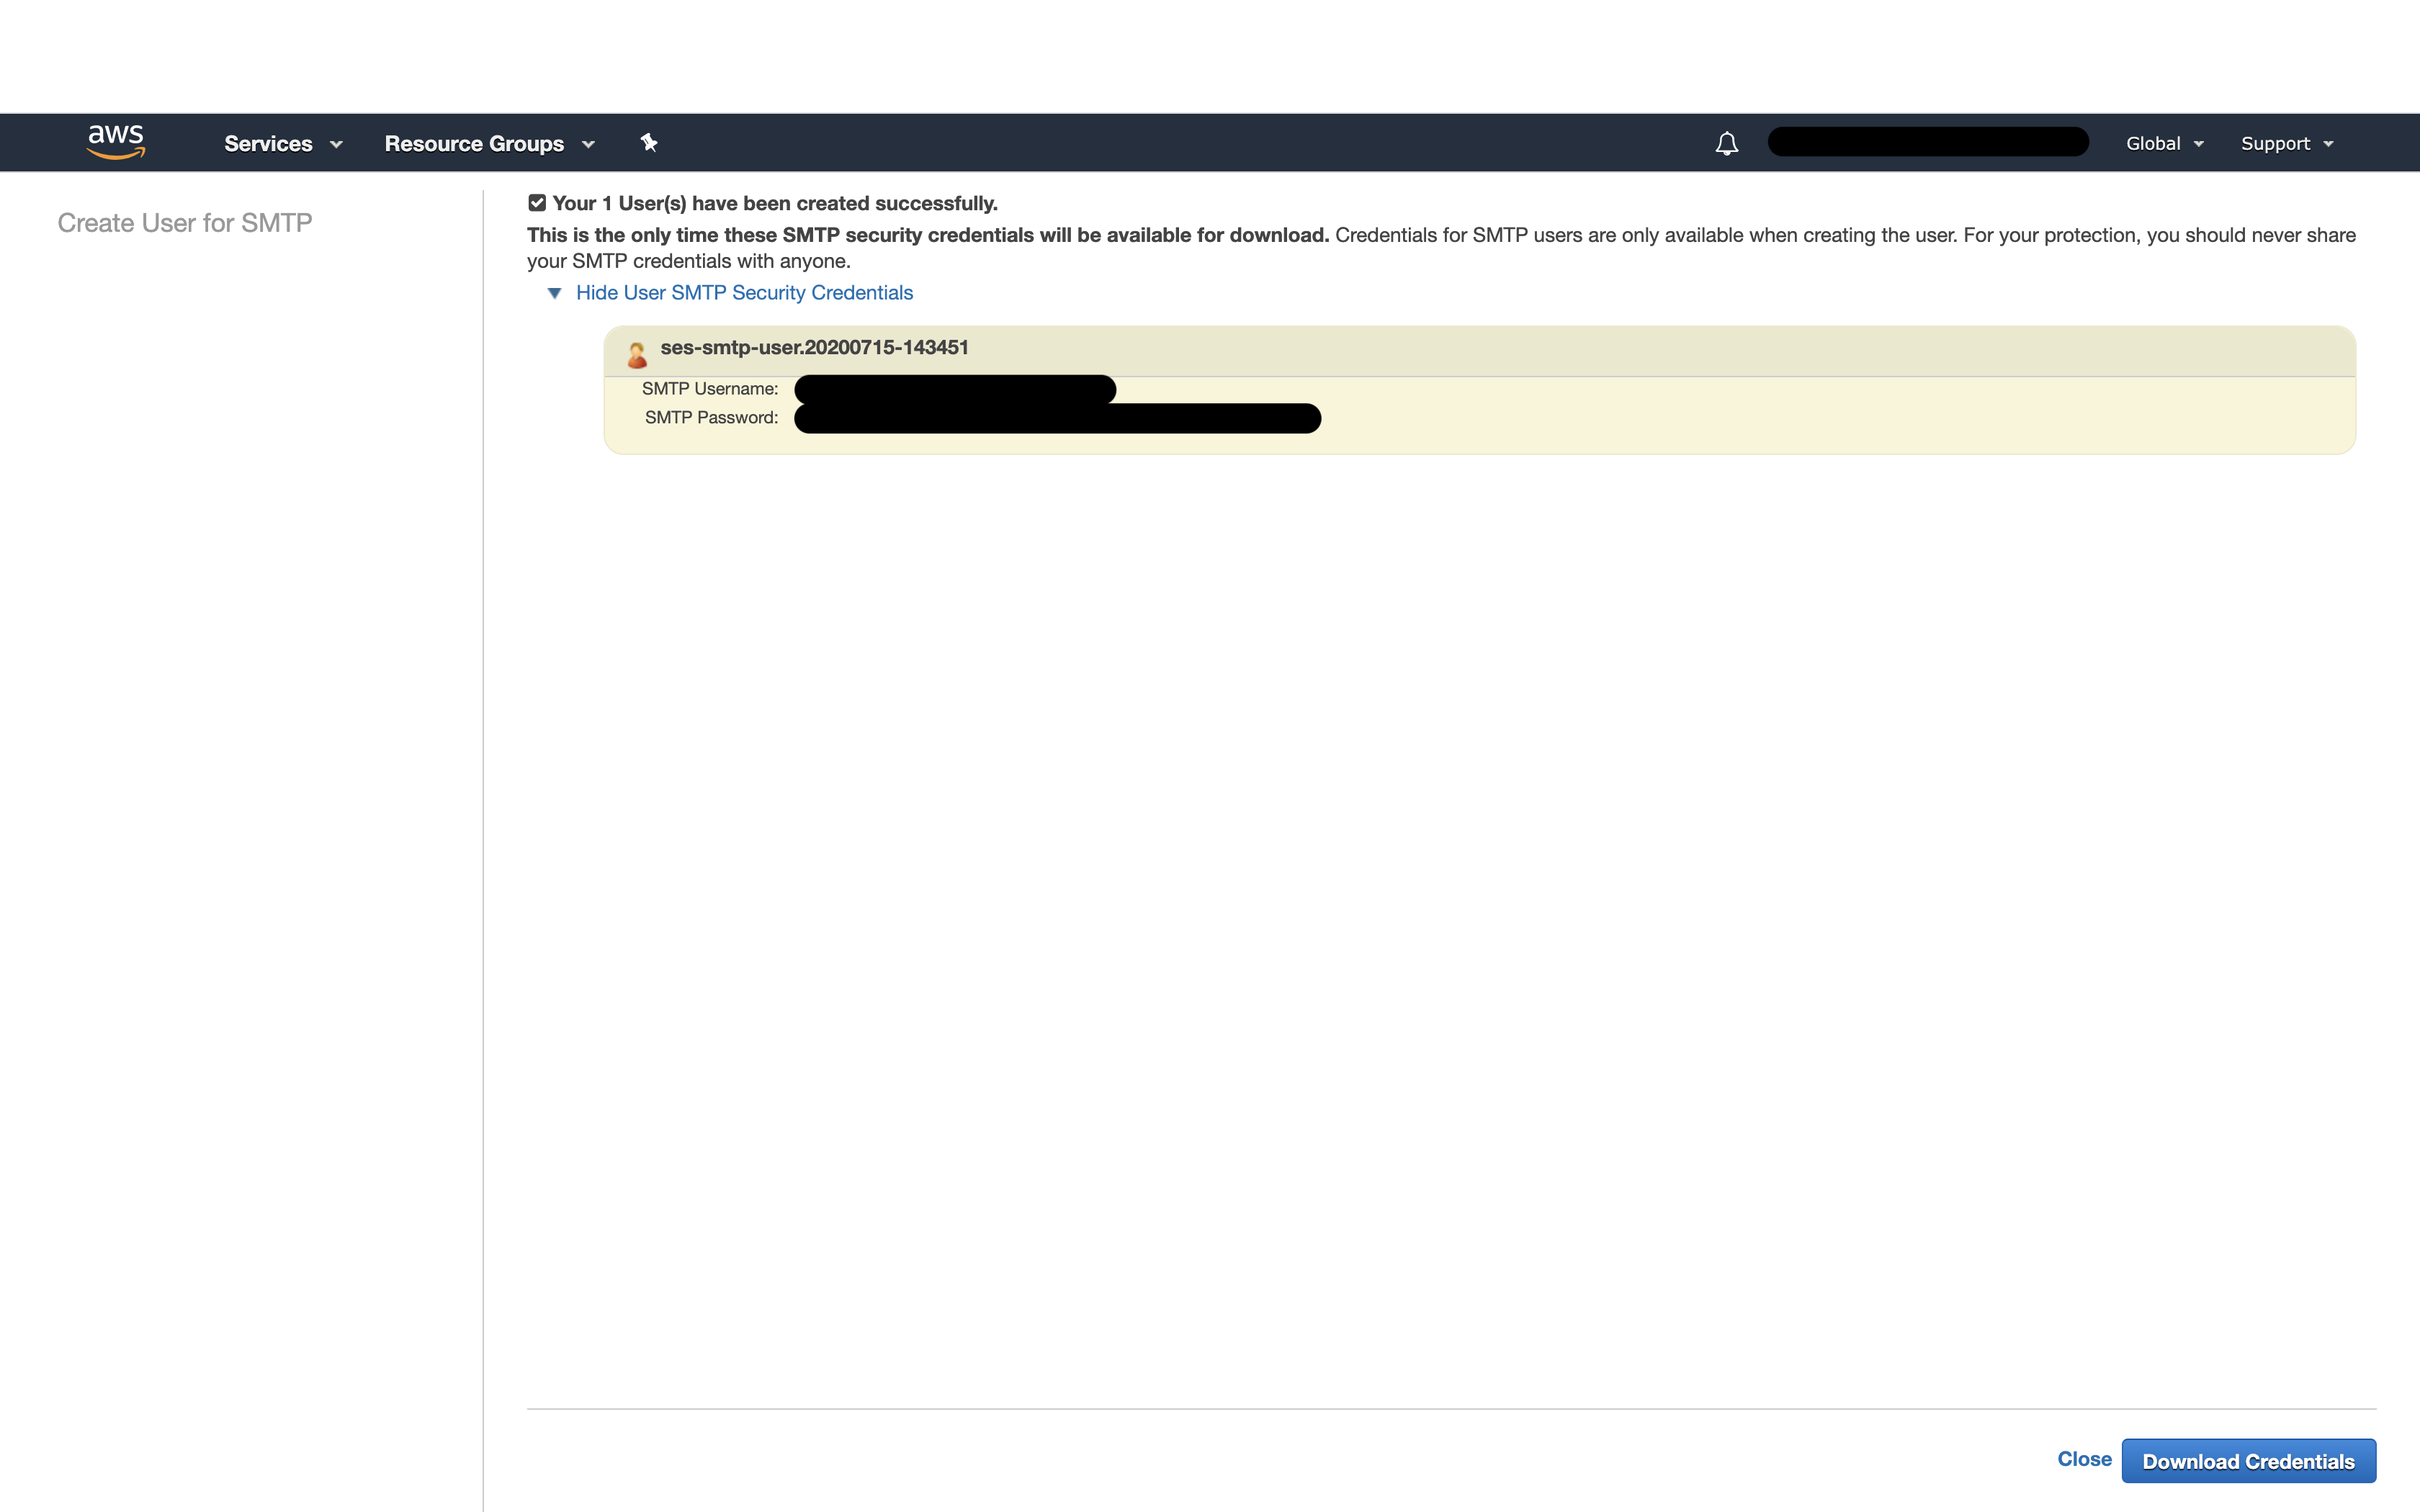 aws Services Resource Groups Global Support
Create User for SMTP
Your 1 User(s) have been created successfully.
This is the only time these SMTP security credentials will be available for download. Credentials for SMTP users are only available when creating the user. For your protection, you should never share
your SMTP credentials with anyone.
Hide User SMTP Security Credentials
ses-smtp-user.20200715-143451
SMTP Username:
SMTP Password:
Close Download Credentials